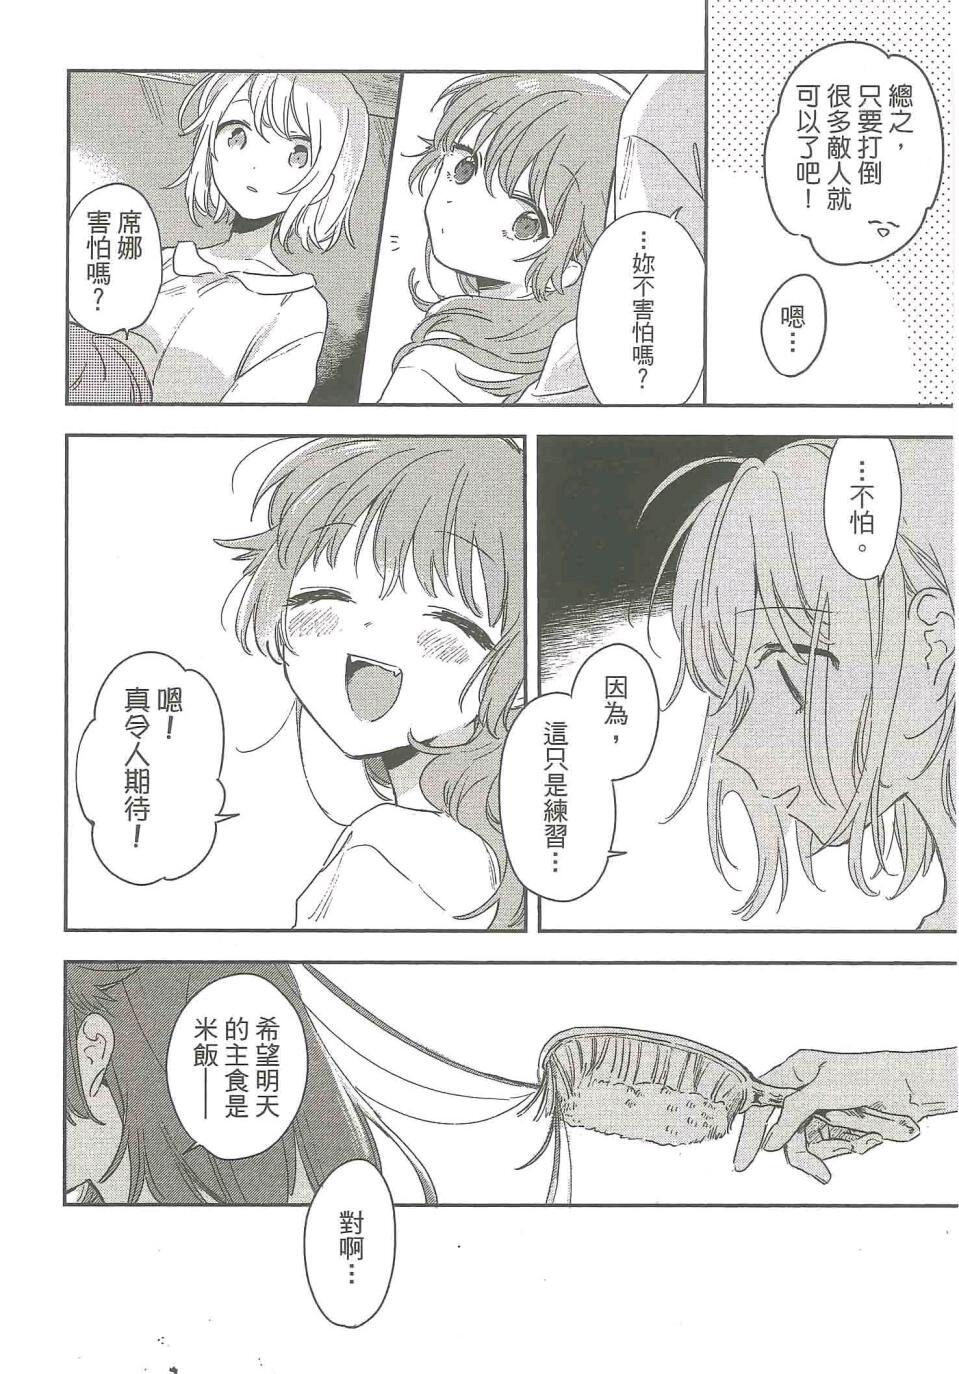 總之，
只要打倒
很多敵人就
可以了吧！
嗯…
…妳不害怕嗎？
席娜
害怕嗎？
…不怕。
因為，
這只是練習…
嗯！
真令人期待！
希望明天
的主食是
米飯——
對啊…